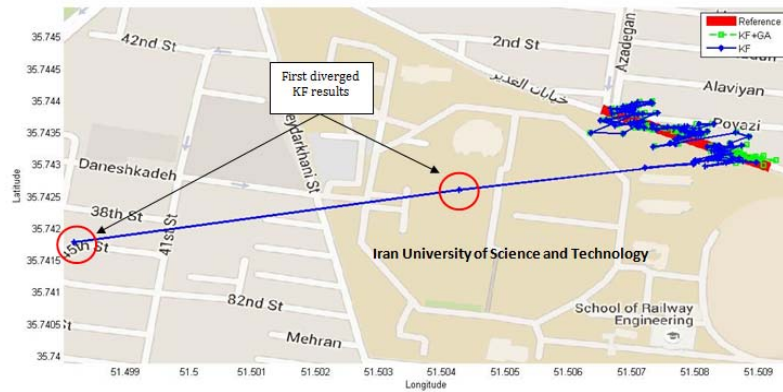 Reference
KF+GA
KF
35.745
35.7445
35.744
35.7435
35.743
35.7425
35.742
35.7415
35.741
35.7405
35.74
Latitude
42nd St
2nd St
Azadegan
Alaviyan
خیابان الغدیر
Poyazi
First diverged
KF results
eydarkhani St
Daneshkadeh
38th St
41st St
45th St
Iran University of Science and Technology
82nd St
School of Railway
Engineering
Mehran
51.499
51.5
51.501
51.502
51.503
51.504
51.505
51.506
51.507
51.508
51.509
Longitude